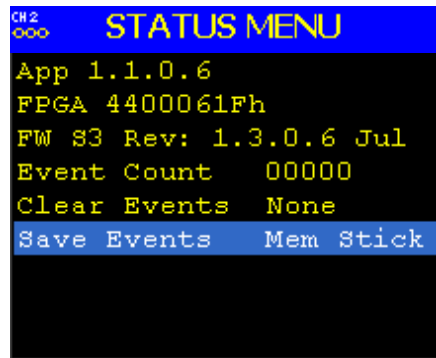 CH2
ooo STATUS MENU
App 1.1.0.6
FPGA 4400061Fh
FW S3 Rev: 1.3.0.6 Jul
Event Count 00000
Clear Events None
Save Events Mem Stick